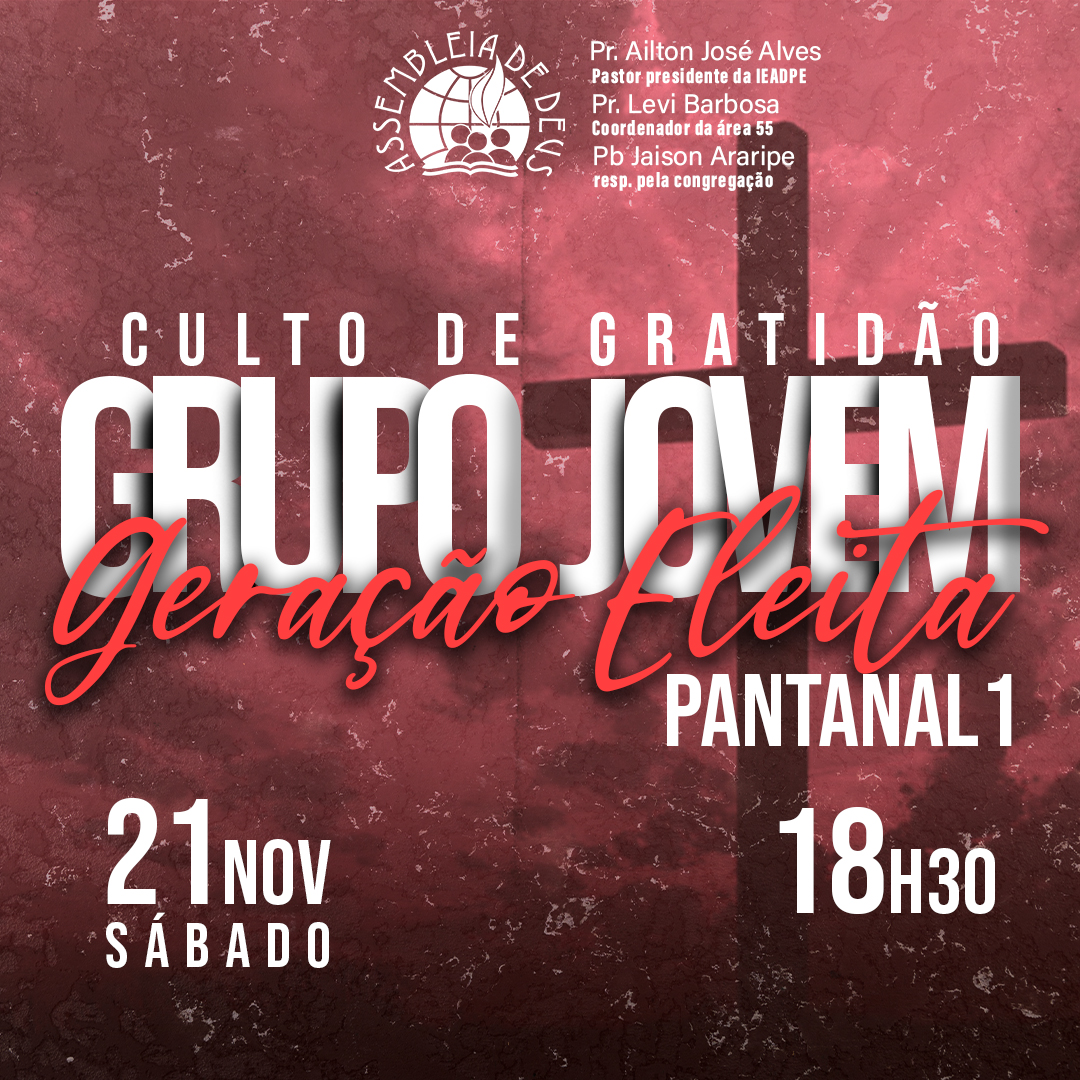 ASSEMBLEIA DE DEUS
Pr. Ailton José Alves
Pastor presidente da IEADPE
Pr. Levi Barbosa
Coordenador da área 55
Pb Jaison Araripe
resp. pela congregação
CULTO DE GRATIDÃO
GRUPO JOVEM
Geração Eleita
PANTANAL 1
21 NOV
SÁBADO
18H30